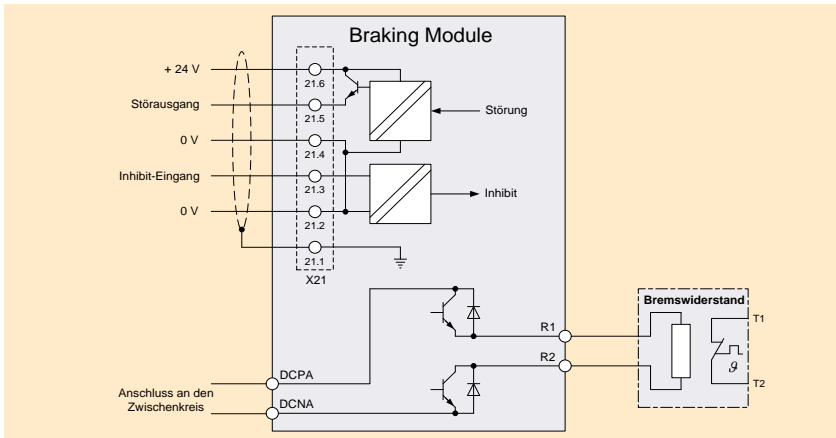 Braking Module
+ 24 V
21.6
Störausgang
21.5
Störung
0 V
21.4
Inhibit-Eingang
21.3
Inhibit
0 V
21.2
21.1
X21
Bremswiderstand
R1
T1
R2
ϑ
T2
DCPA
Anschluss an den
Zwischenkreis
DCNA